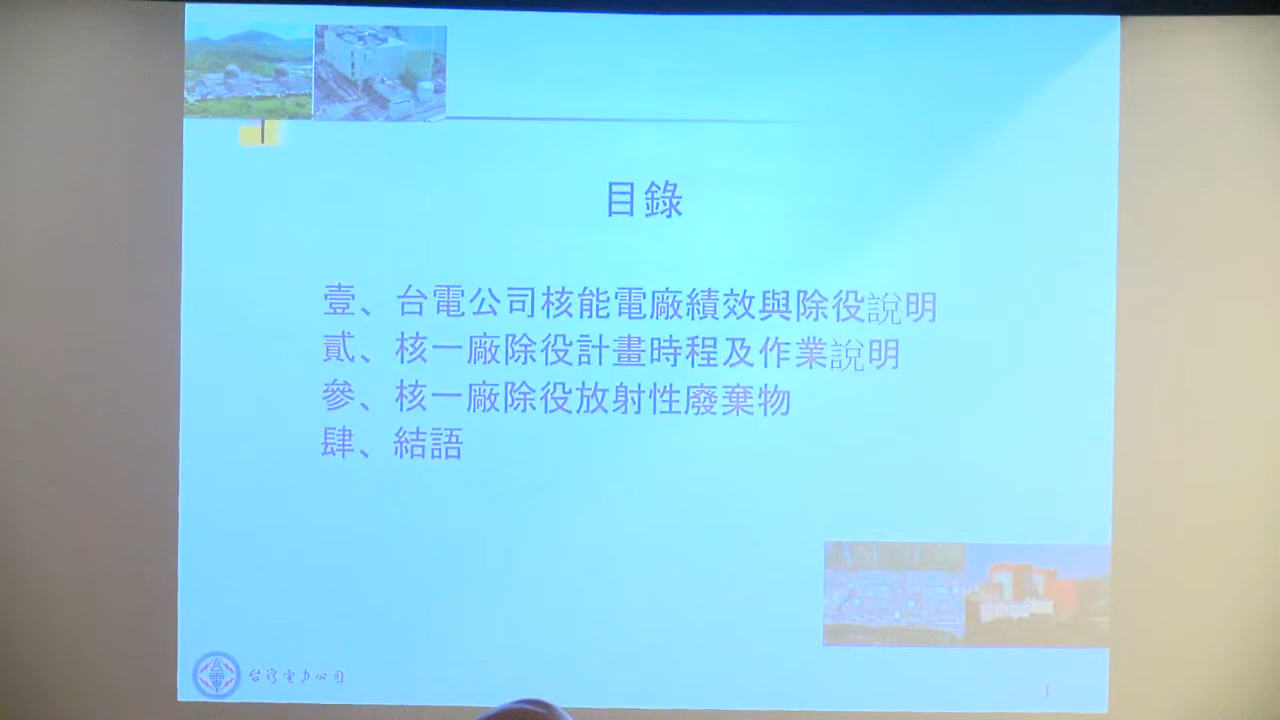 目錄
壹、台電公司核能電廠績效與除役說明
貳、核一廠除役計畫時程及作業說明
參、核一廠除役放射性廢棄物
肆、結語
台電
台灣電力公司
1